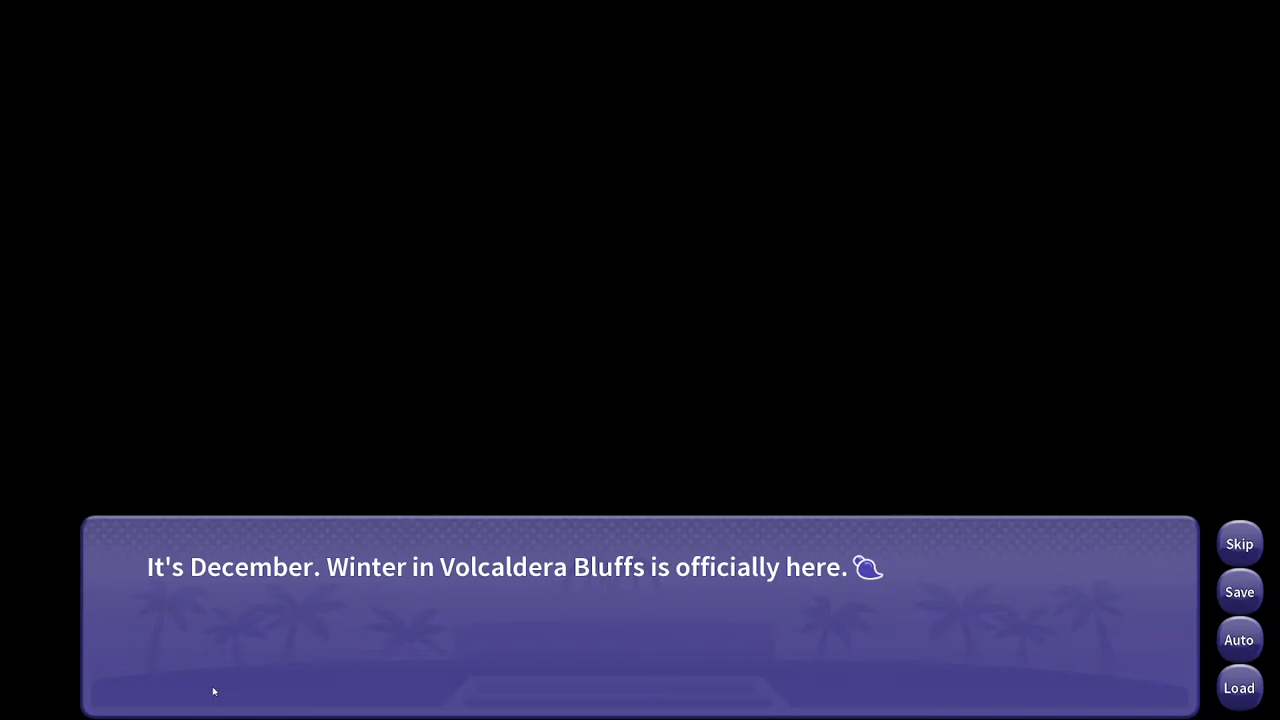 It's December. Winter in Volcaldera Bluffs is officially here.
Skip
Save
Auto
Load